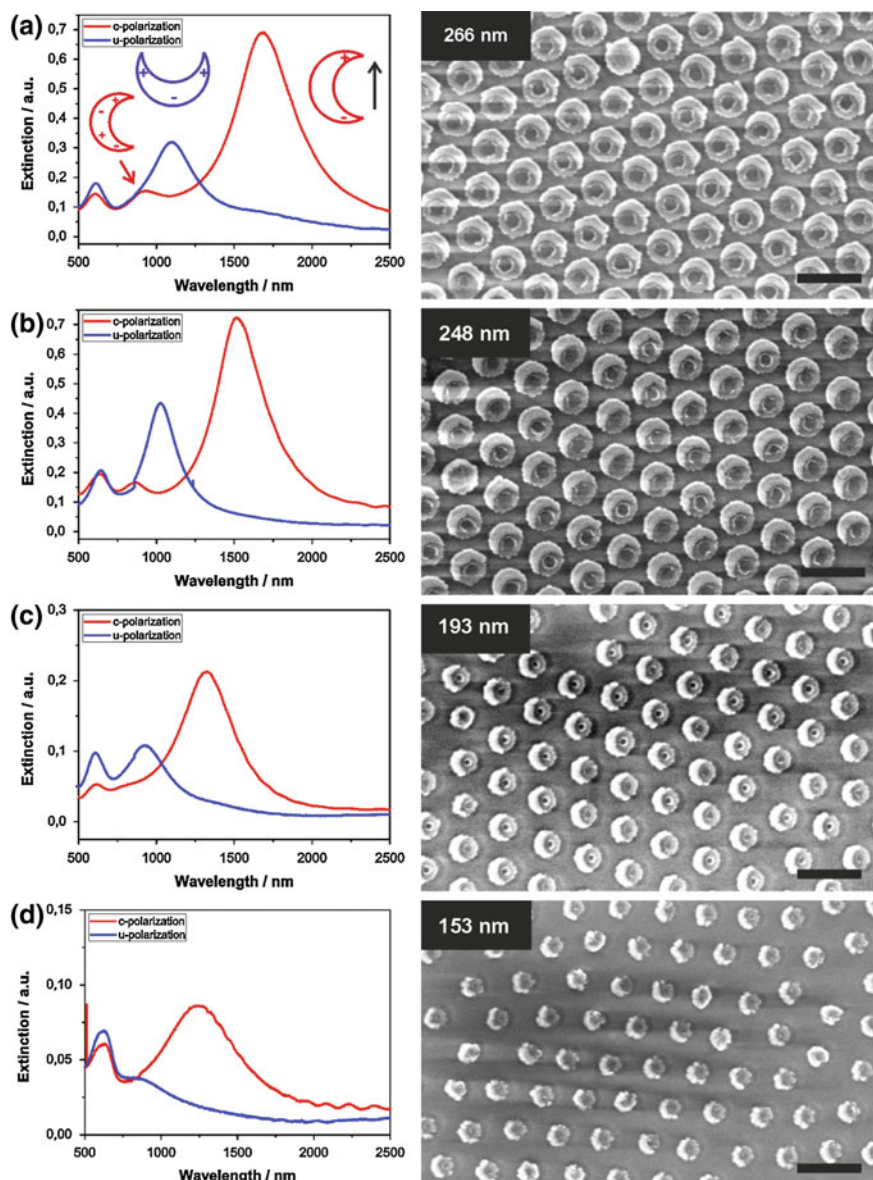 (a)
0,7
0,6
0,5
0,4
0,3
0,2
0,1
0,0
Extinction / a.u.
c-polarization
u-polarization
+ - + -
+ - +
+ -
500 1000 1500 2000 2500
Wavelength / nm
266 nm
(b)
0,7
0,6
0,5
0,4
0,3
0,2
0,1
0,0
Extinction / a.u.
c-polarization
u-polarization
500 1000 1500 2000 2500
Wavelength / nm
248 nm
(c)
0,3
0,2
0,1
0,0
Extinction / a.u.
c-polarization
u-polarization
500 1000 1500 2000 2500
Wavelength / nm
193 nm
(d)
0,15
0,10
0,05
0,00
Extinction / a.u.
c-polarization
u-polarization
500 1000 1500 2000 2500
Wavelength / nm
153 nm